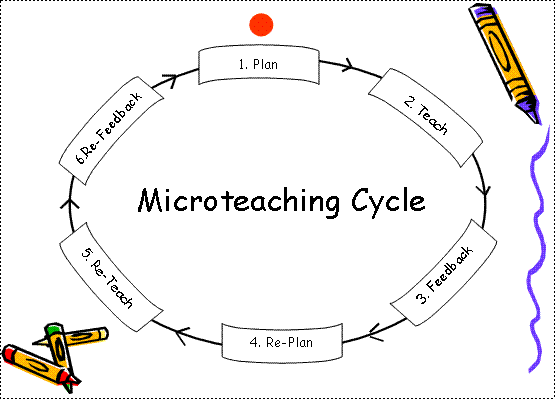 1. Plan
2. Teach
3. Feedback
4. Re-Plan
5. Re-Teach
6.Re-Feedback
Microteaching Cycle